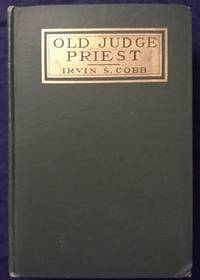 OLD JUDGE
PRIEST
IRVIN S. COBB